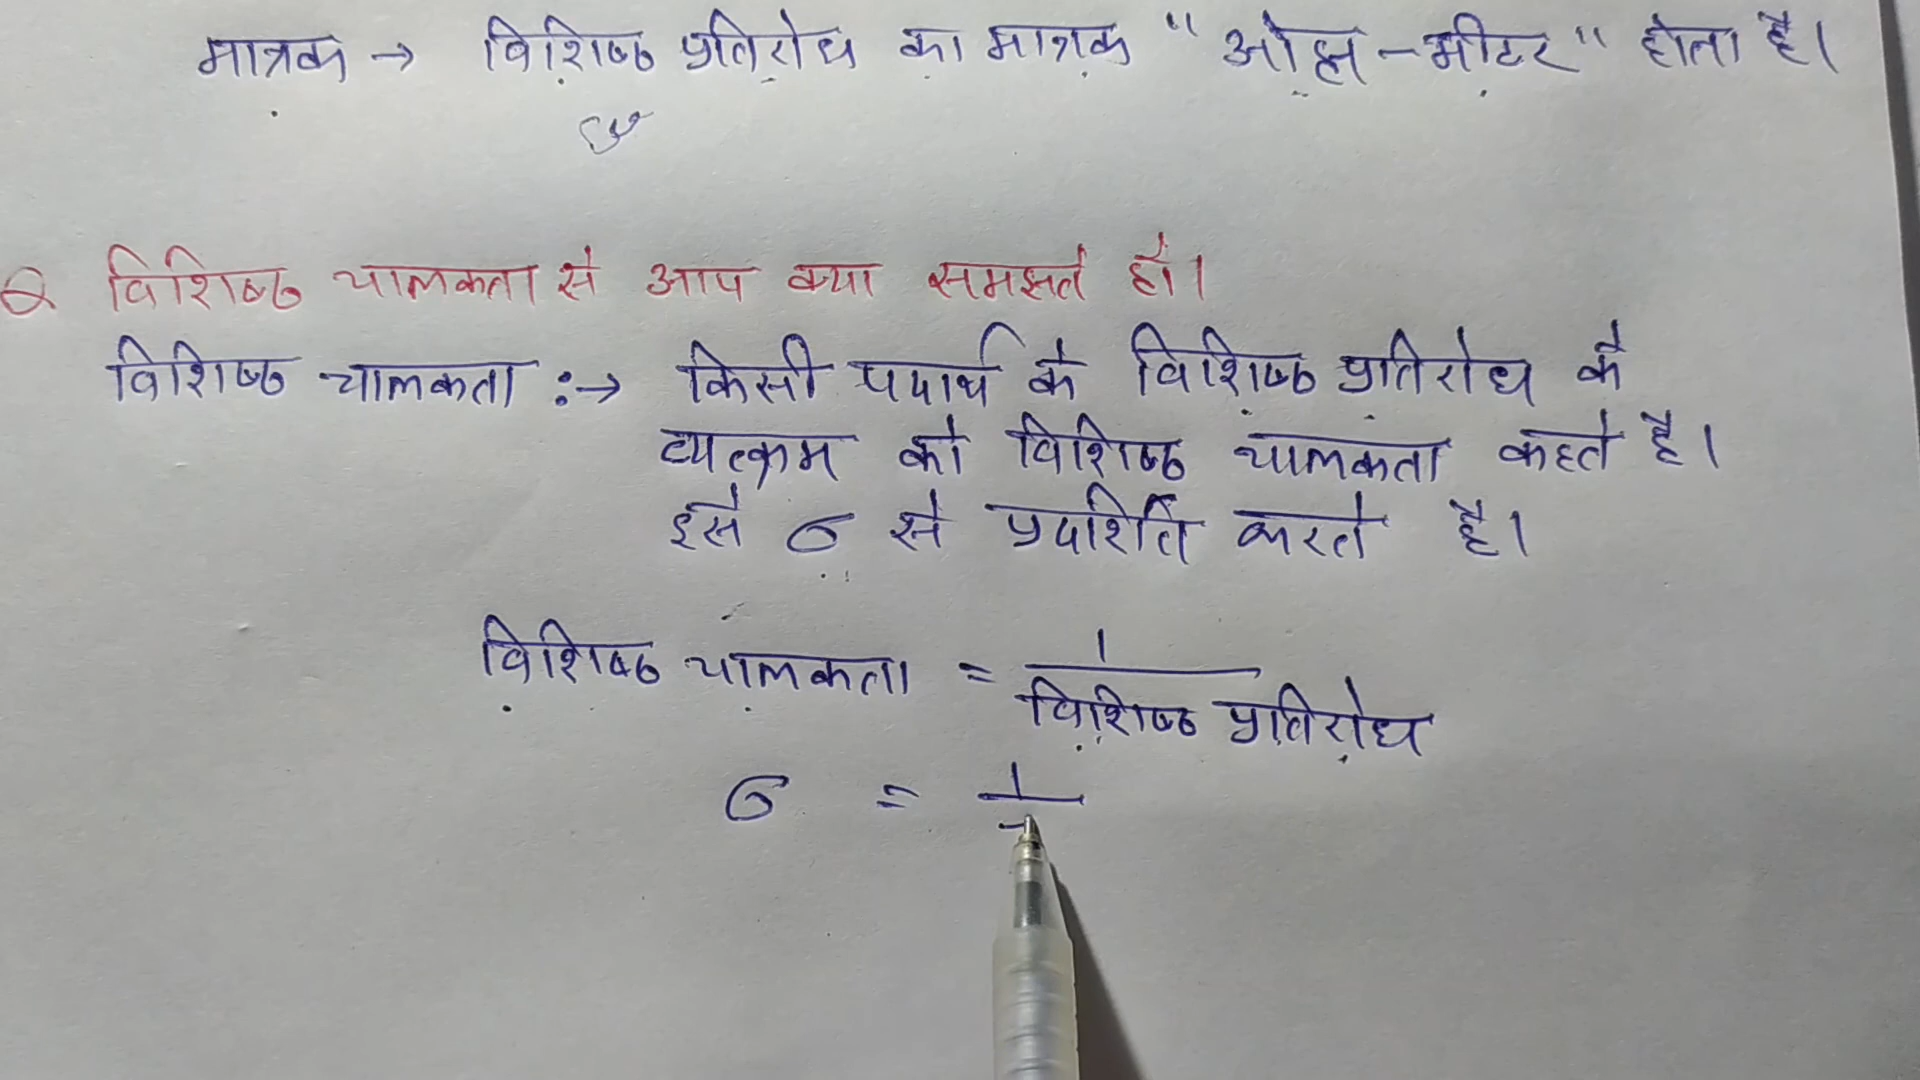 मात्रक → विशिष्ठ प्रतिरोध का मात्रक " ओह्म - मीटर " होता है।
Q विशिष्ठ चालकता से आप क्या समझते हो।
विशिष्ठ चालकता :→ किसी पदार्थ के विशिष्ठ प्रतिरोध के
व्यत्क्रम को विशिष्ठ चालकता कहते है।
इसे σ से प्रदर्शित करते है।
विशिष्ठ चालकता = 1 / विशिष्ठ प्रतिरोध
σ = 1 /